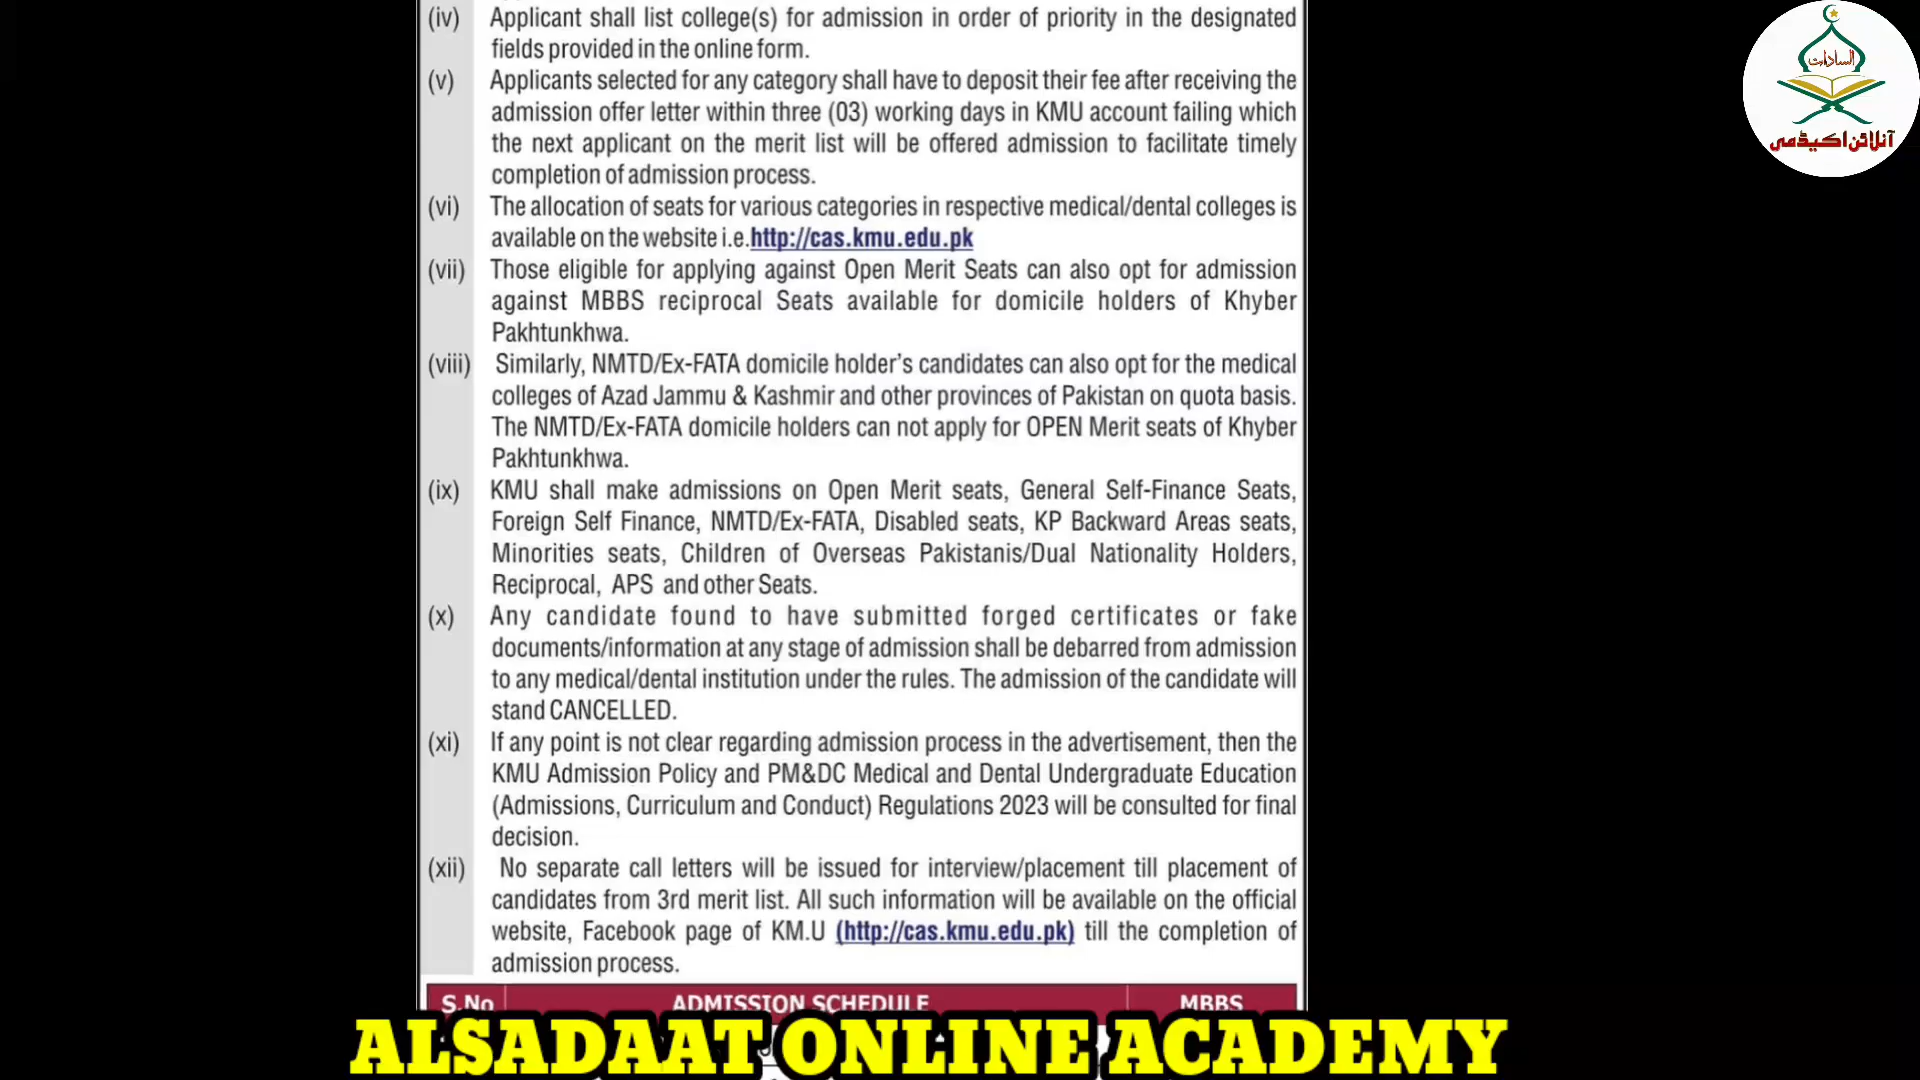 (iv) Applicant shall list college(s) for admission in order of priority in the designated
fields provided in the online form.
(v) Applicants selected for any category shall have to deposit their fee after receiving the
admission offer letter within three (03) working days in KMU account failing which
the next applicant on the merit list will be offered admission to facilitate timely
completion of admission process.
(vi) The allocation of seats for various categories in respective medical/dental colleges is
available on the website i.e.http://cas.kmu.edu.pk
(vii) Those eligible for applying against Open Merit Seats can also opt for admission
against MBBS reciprocal Seats available for domicile holders of Khyber
Pakhtunkhwa.
(viii) Similarly, NMTD/Ex-FATA domicile holder's candidates can also opt for the medical
colleges of Azad Jammu & Kashmir and other provinces of Pakistan on quota basis.
The NMTD/Ex-FATA domicile holders can not apply for OPEN Merit seats of Khyber
Pakhtunkhwa.
(ix) KMU shall make admissions on Open Merit seats, General Self-Finance Seats,
Foreign Self Finance, NMTD/Ex-FATA, Disabled seats, KP Backward Areas seats,
Minorities seats, Children of Overseas Pakistanis/Dual Nationality Holders,
Reciprocal, APS and other Seats.
(x) Any candidate found to have submitted forged certificates or fake
documents/information at any stage of admission shall be debarred from admission
to any medical/dental institution under the rules. The admission of the candidate will
stand CANCELLED.
(xi) If any point is not clear regarding admission process in the advertisement, then the
KMU Admission Policy and PM&DC Medical and Dental Undergraduate Education
(Admissions, Curriculum and Conduct) Regulations 2023 will be consulted for final
decision.
(xii) No separate call letters will be issued for interview/placement till placement of
candidates from 3rd merit list. All such information will be available on the official
website, Facebook page of KM.U (http://cas.kmu.edu.pk) till the completion of
admission process.
S.No ADMISSION SCHEDULE MBBS
ALSADAAT ONLINE ACADEMY
السادات
آنلائن اکیڈمی